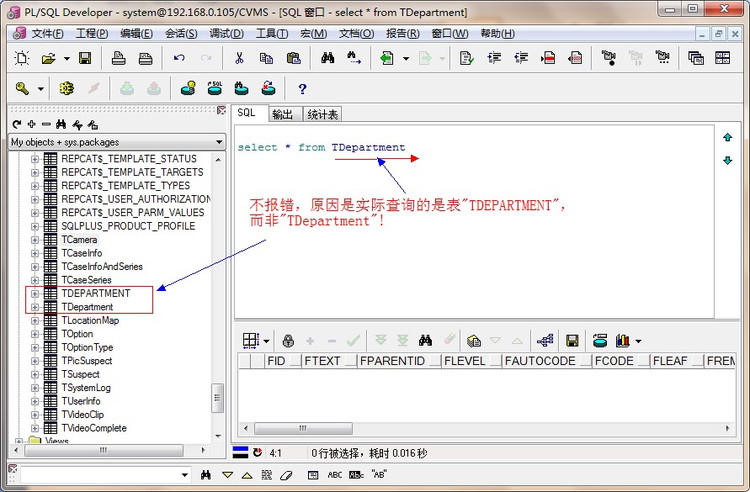 PL/SQL Developer - system@192.168.0.105/CVMS - [SQL 窗口 - select * from TDepartment]
文件(F) 工程(P) 编辑(E) 会话(S) 调试(D) 工具(T) 宏(M) 文档(O) 报告(R) 窗口(W) 帮助(H)
My objects + sys.packages
REPCAT$_TEMPLATE_STATUS
REPCAT$_TEMPLATE_TARGETS
REPCAT$_TEMPLATE_TYPES
REPCAT$_USER_AUTHORIZATION
REPCAT$_USER_PARM_VALUES
SQLPLUS_PRODUCT_PROFILE
TCamera
TCaseInfo
TCaseInfoAndSeries
TCaseSeries
TDEPARTMENT
TDepartment
TLocationMap
TOption
TOptionType
TPicSuspect
TSuspect
TSystemLog
TUserInfo
TVideoClip
TVideoComplete
Views
SQL 输出 统计表
select * from TDepartment
不报错，原因是实际查询的是表"TDEPARTMENT"，
而非"TDepartment"！
FID FTEXT FPARENTID FLEVEL FAUTOCODE FCODE FLEAF FREM
4:1 0行被选择，耗时 0.016 秒
ABC ABc "AB"